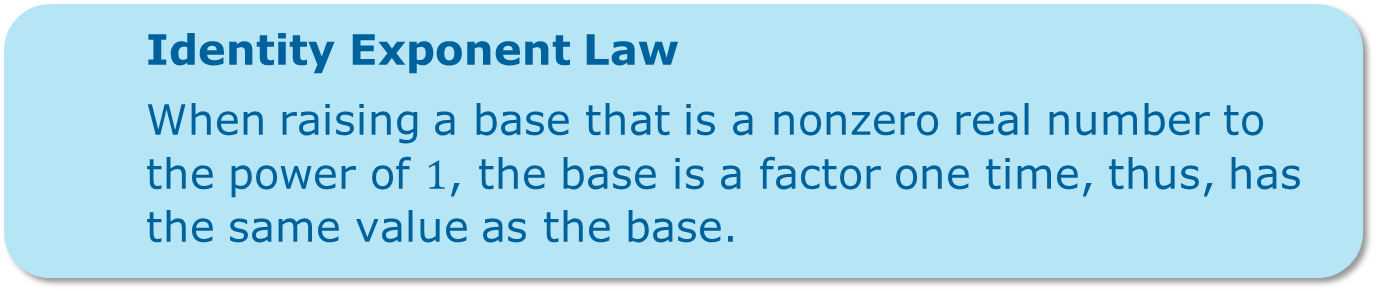 Identity Exponent Law
When raising a base that is a nonzero real number to
the power of 1, the base is a factor one time, thus, has
the same value as the base.